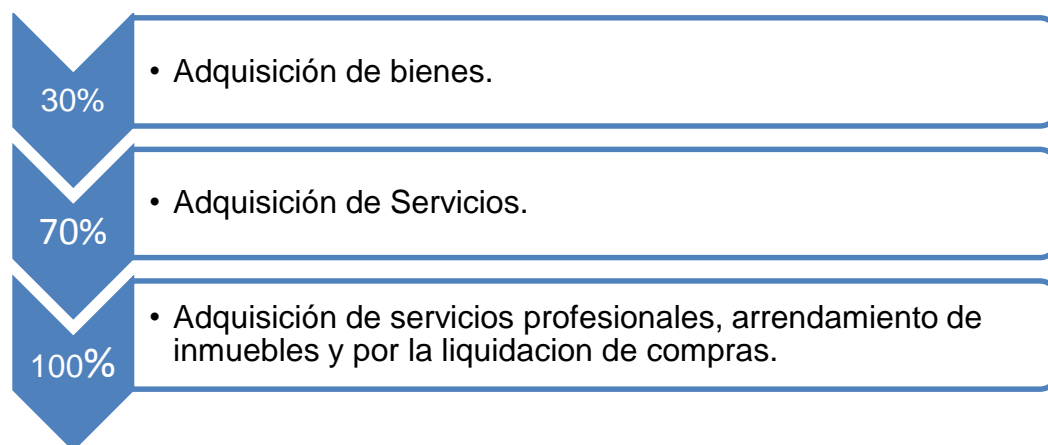 30%
• Adquisición de bienes.
70%
• Adquisición de Servicios.
100%
• Adquisición de servicios profesionales, arrendamiento de
inmuebles y por la liquidacion de compras.